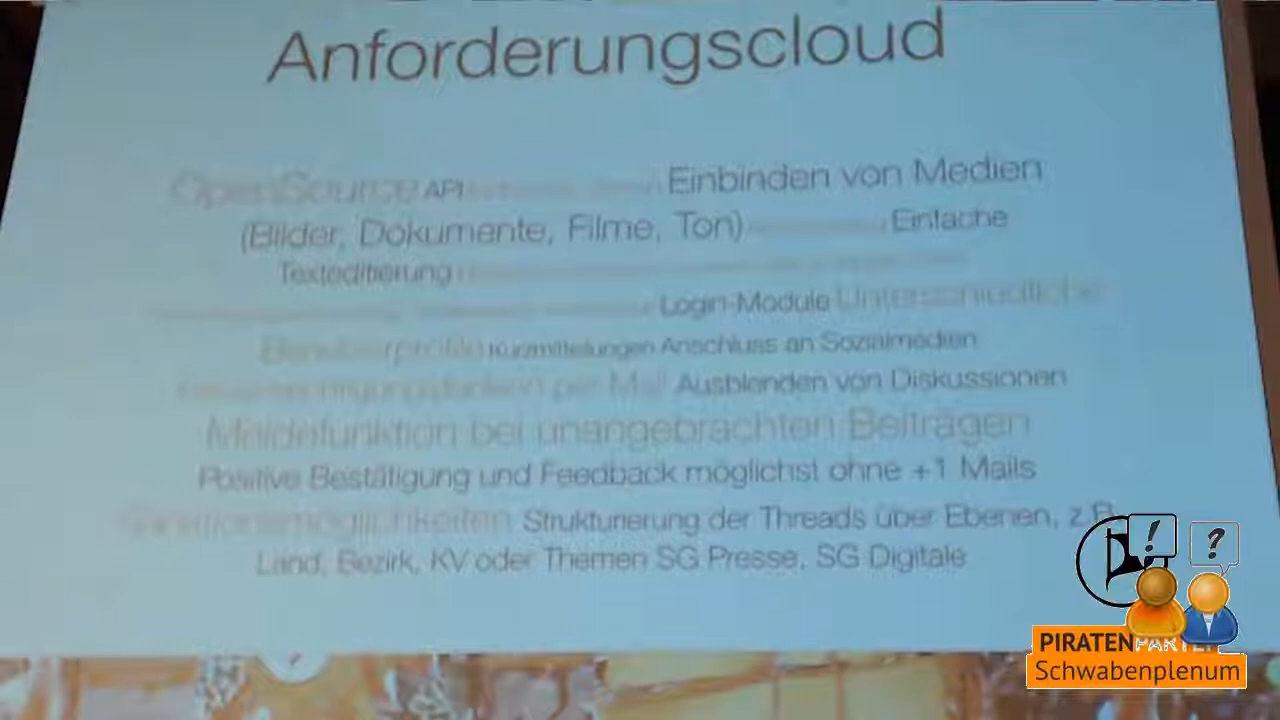 Anforderungscloud
OpenSource API Einbinden von Medien
(Bilder, Dokumente, Filme, Ton) Einfache
Texteditierung
Login-Module Unterschiedliche
Benutzerprofile Kurzmitteilungen Anschluss an Sozialmedien
per Mail Ausblenden von Diskussionen
Meldefunktion bei unangebrachten Beiträgen
Positive Bestätigung und Feedback möglichst ohne +1 Mails
Strukturierung der Threads über Ebenen, z.B.
Land, Bezirk, KV oder Themen SG Presse, SG Digitale
! ?
PIRATENPARTEI
Schwabenplenum